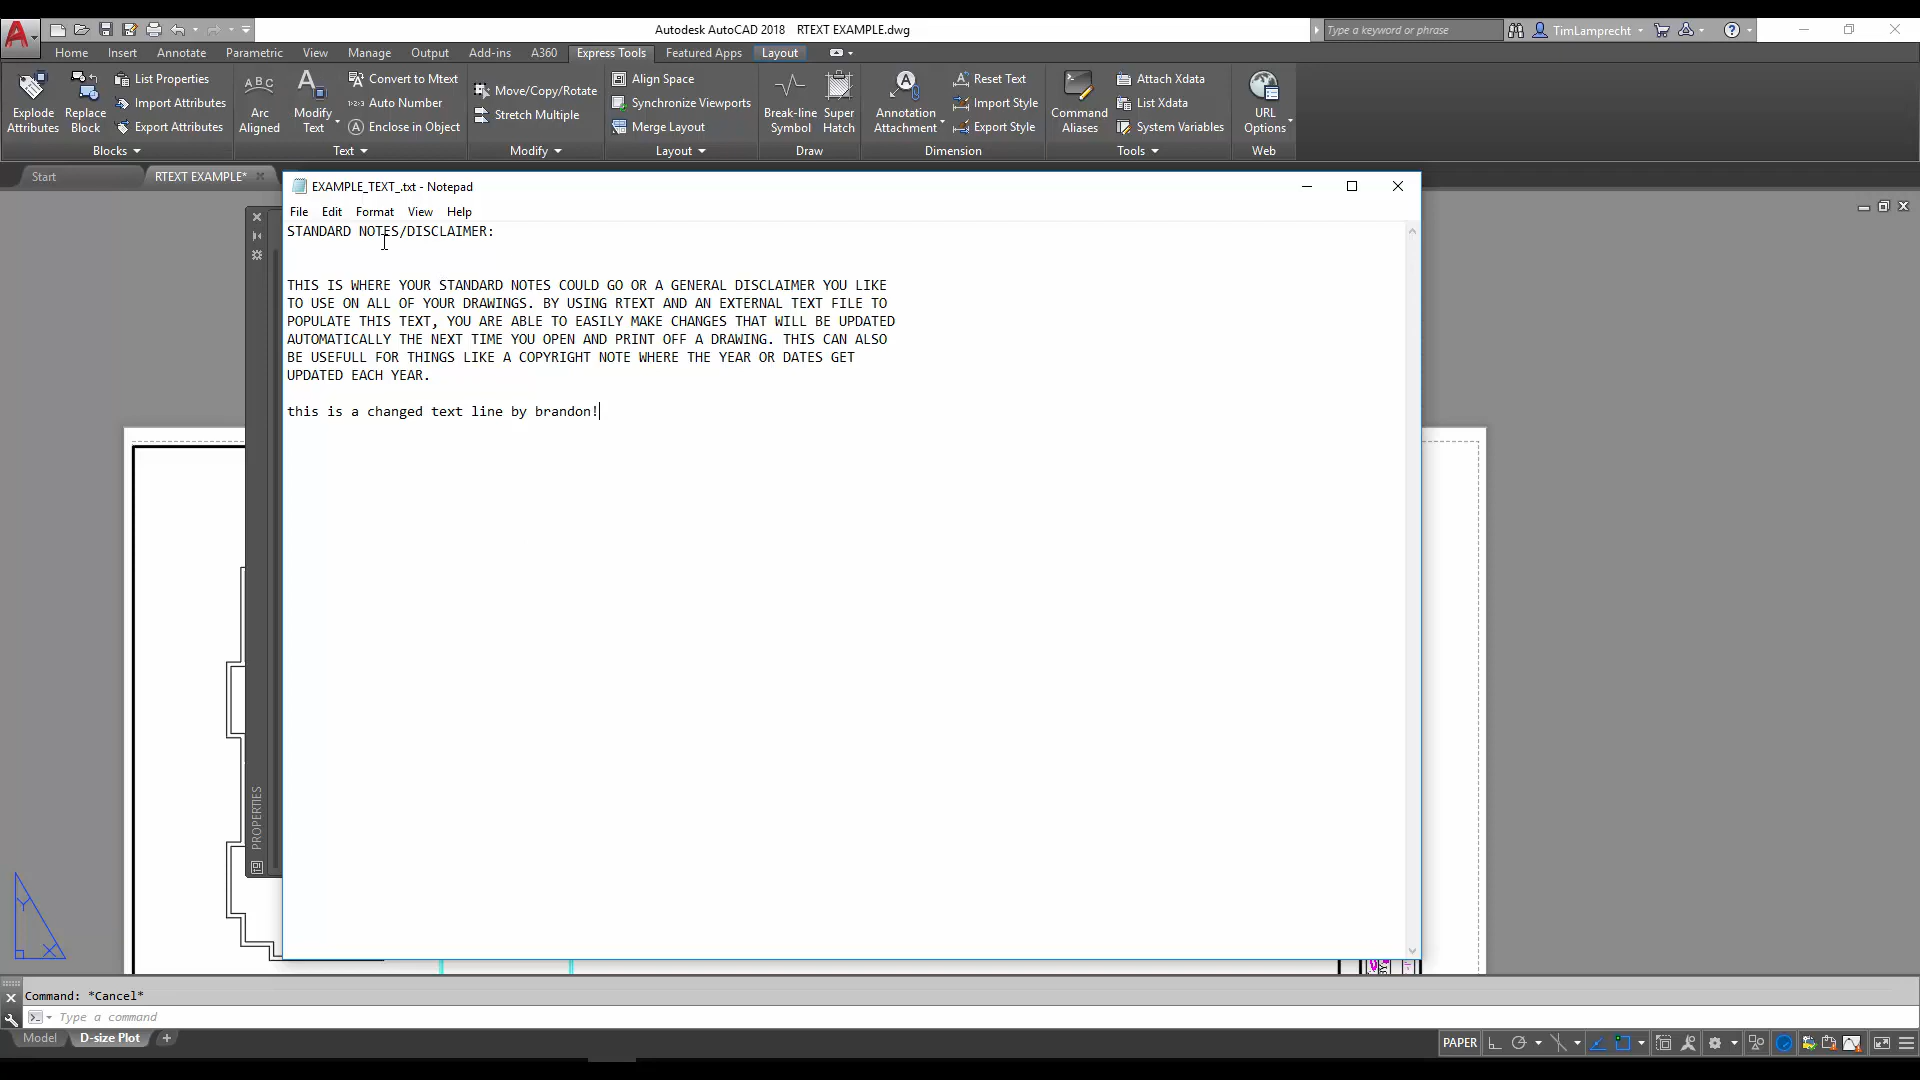 Autodesk AutoCAD 2018 RTEXT EXAMPLE.dwg
Type a keyword or phrase
TimLamprecht
Home Insert Annotate Parametric View Manage Output Add-ins A360 Express Tools Featured Apps Layout
Explode Attributes
Replace Block
List Properties
Import Attributes
Export Attributes
Blocks
Arc Aligned
Modify Text
Convert to Mtext
Auto Number
Enclose in Object
Text
Move/Copy/Rotate
Stretch Multiple
Modify
Align Space
Synchronize Viewports
Merge Layout
Layout
Break-line Symbol
Super Hatch
Draw
Annotation Attachment
Reset Text
Import Style
Export Style
Dimension
Command Aliases
Attach Xdata
List Xdata
System Variables
Tools
URL Options
Web
Start
RTEXT EXAMPLE*
EXAMPLE_TEXT_.txt - Notepad
File Edit Format View Help
STANDARD NOTES/DISCLAIMER:
THIS IS WHERE YOUR STANDARD NOTES COULD GO OR A GENERAL DISCLAIMER YOU LIKE
TO USE ON ALL OF YOUR DRAWINGS. BY USING RTEXT AND AN EXTERNAL TEXT FILE TO
POPULATE THIS TEXT, YOU ARE ABLE TO EASILY MAKE CHANGES THAT WILL BE UPDATED
AUTOMATICALLY THE NEXT TIME YOU OPEN AND PRINT OFF A DRAWING. THIS CAN ALSO
BE USEFULL FOR THINGS LIKE A COPYRIGHT NOTE WHERE THE YEAR OR DATES GET
UPDATED EACH YEAR.
this is a changed text line by brandon!
PROPERTIES
Y
X
Command: *Cancel*
Type a command
Model D-size Plot
PAPER